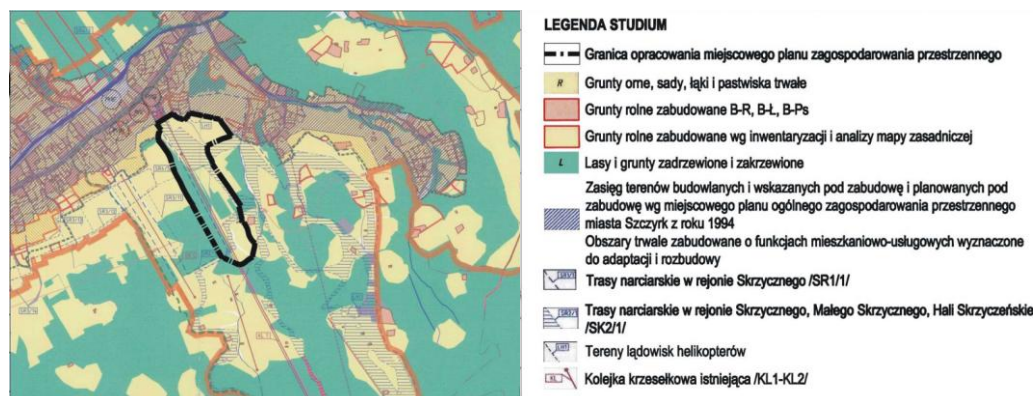 LEGENDA STUDIUM
Granica opracowania miejscowego planu zagospodarowania przestrzennego
R Grunty orne, sady, łąki i pastwiska trwałe
Grunty rolne zabudowane B-R, B-Ł, B-Ps
Grunty rolne zabudowane wg inwentaryzacji i analizy mapy zasadniczej
L Lasy i grunty zadrzewione i zakrzewione
Zasięg terenów budowlanych i wskazanych pod zabudowę i planowanych pod
zabudowę wg miejscowego planu ogólnego zagospodarowania przestrzennego
miasta Szczyrk z roku 1994
Obszary trwale zabudowane o funkcjach mieszkaniowo-usługowych wyznaczone
do adaptacji i rozbudowy
Trasy narciarskie w rejonie Skrzycznego /SR1/1/
Trasy narciarskie w rejonie Skrzycznego, Małego Skrzycznego, Hali Skrzyczeńskiej
/SK2/1/
Tereny lądowisk helikopterów
KL Kolejka krzesełkowa istniejąca /KL1-KL2/